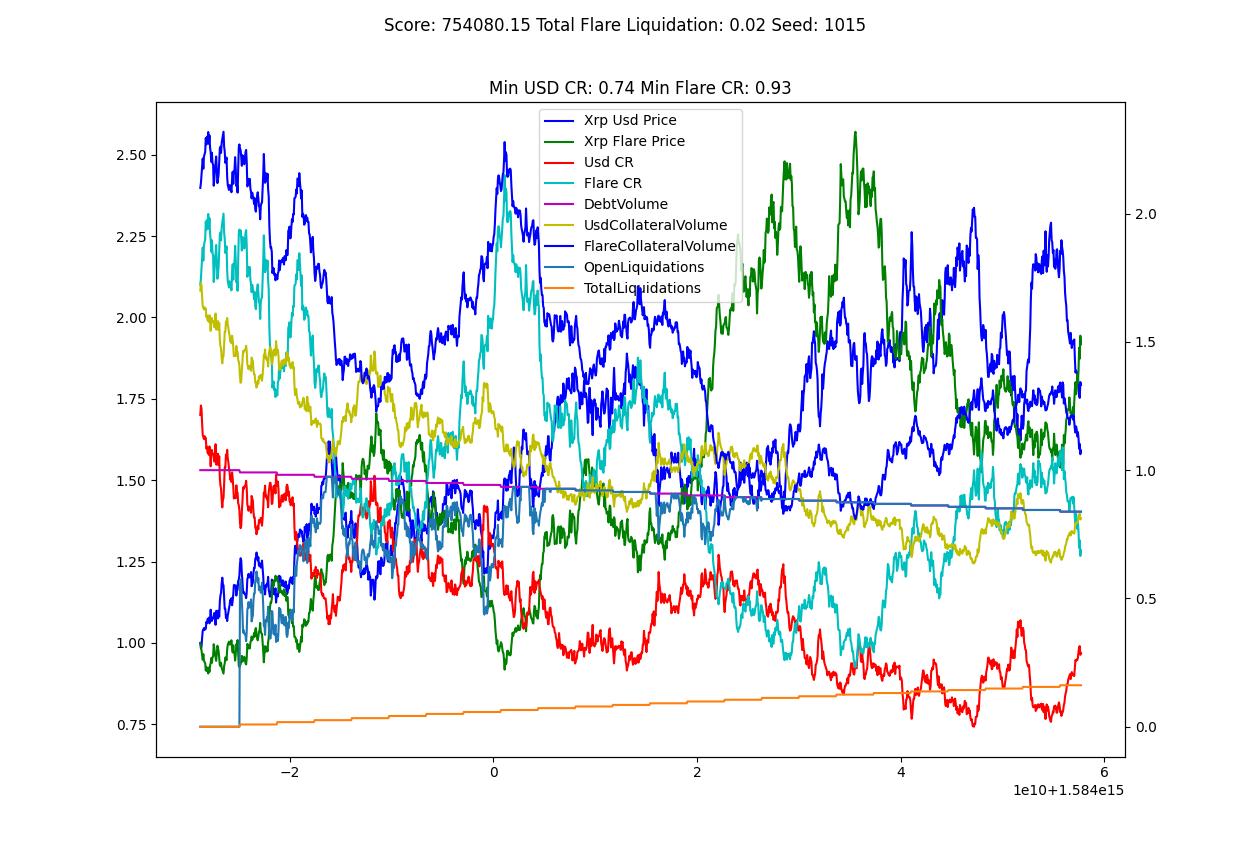 Score: 754080.15 Total Flare Liquidation: 0.02 Seed: 1015
Min USD CR: 0.74 Min Flare CR: 0.93
Xrp Usd Price
Xrp Flare Price
Usd CR
Flare CR
DebtVolume
UsdCollateralVolume
FlareCollateralVolume
OpenLiquidations
TotalLiquidations
2.50
2.25
2.00
1.75
1.50
1.25
1.00
0.75
2.0
1.5
1.0
0.5
0.0
−2
0
2
4
6
1e10+1.584e15